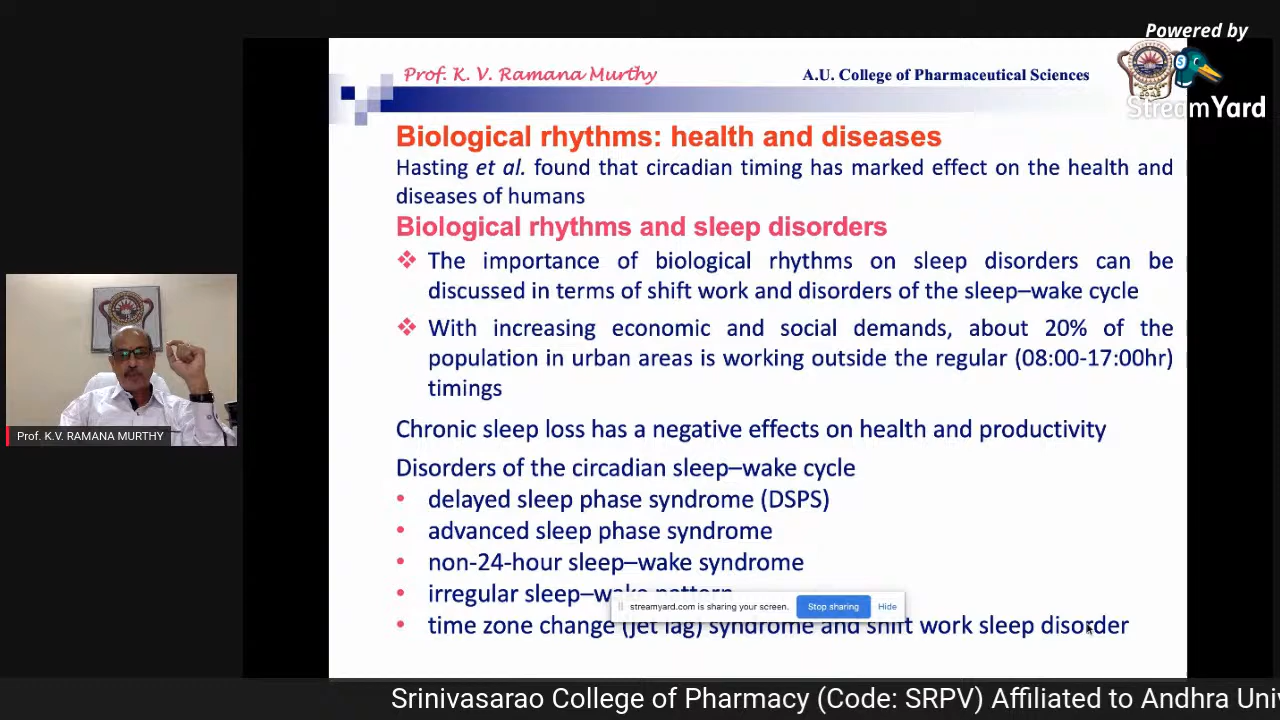 Powered by
StreamYard
Prof. K. V. Ramana Murthy
A.U. College of Pharmaceutical Sciences
Biological rhythms: health and diseases
Hasting et al. found that circadian timing has marked effect on the health and
diseases of humans
Biological rhythms and sleep disorders
The importance of biological rhythms on sleep disorders can be
discussed in terms of shift work and disorders of the sleep–wake cycle
With increasing economic and social demands, about 20% of the
population in urban areas is working outside the regular (08:00-17:00hr)
timings
Chronic sleep loss has a negative effects on health and productivity
Disorders of the circadian sleep–wake cycle
• delayed sleep phase syndrome (DSPS)
• advanced sleep phase syndrome
• non-24-hour sleep–wake syndrome
• irregular sleep–wake pattern
streamyard.com is sharing your screen.
Stop sharing
Hide
• time zone change (jet lag) syndrome and shift work sleep disorder
Prof. K.V. RAMANA MURTHY
Srinivasarao College of Pharmacy (Code: SRPV) Affiliated to Andhra Uni